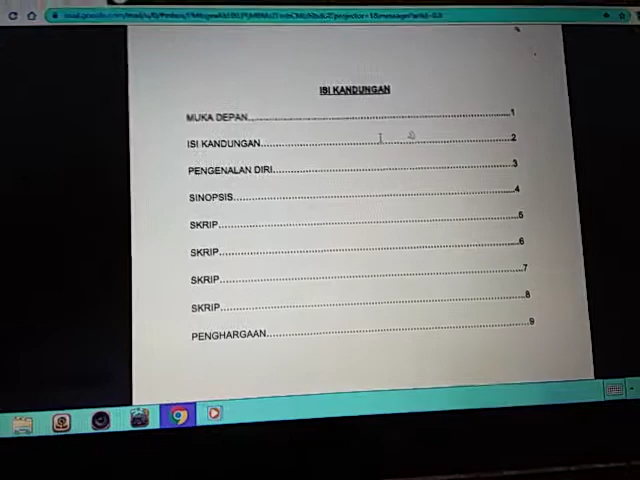 ISI KANDUNGAN
MUKA DEPAN..........1
ISI KANDUNGAN..........2
PENGENALAN DIRI..........3
SINOPSIS..........4
SKRIP..........5
SKRIP..........6
SKRIP..........7
SKRIP..........8
PENGHARGAAN..........9